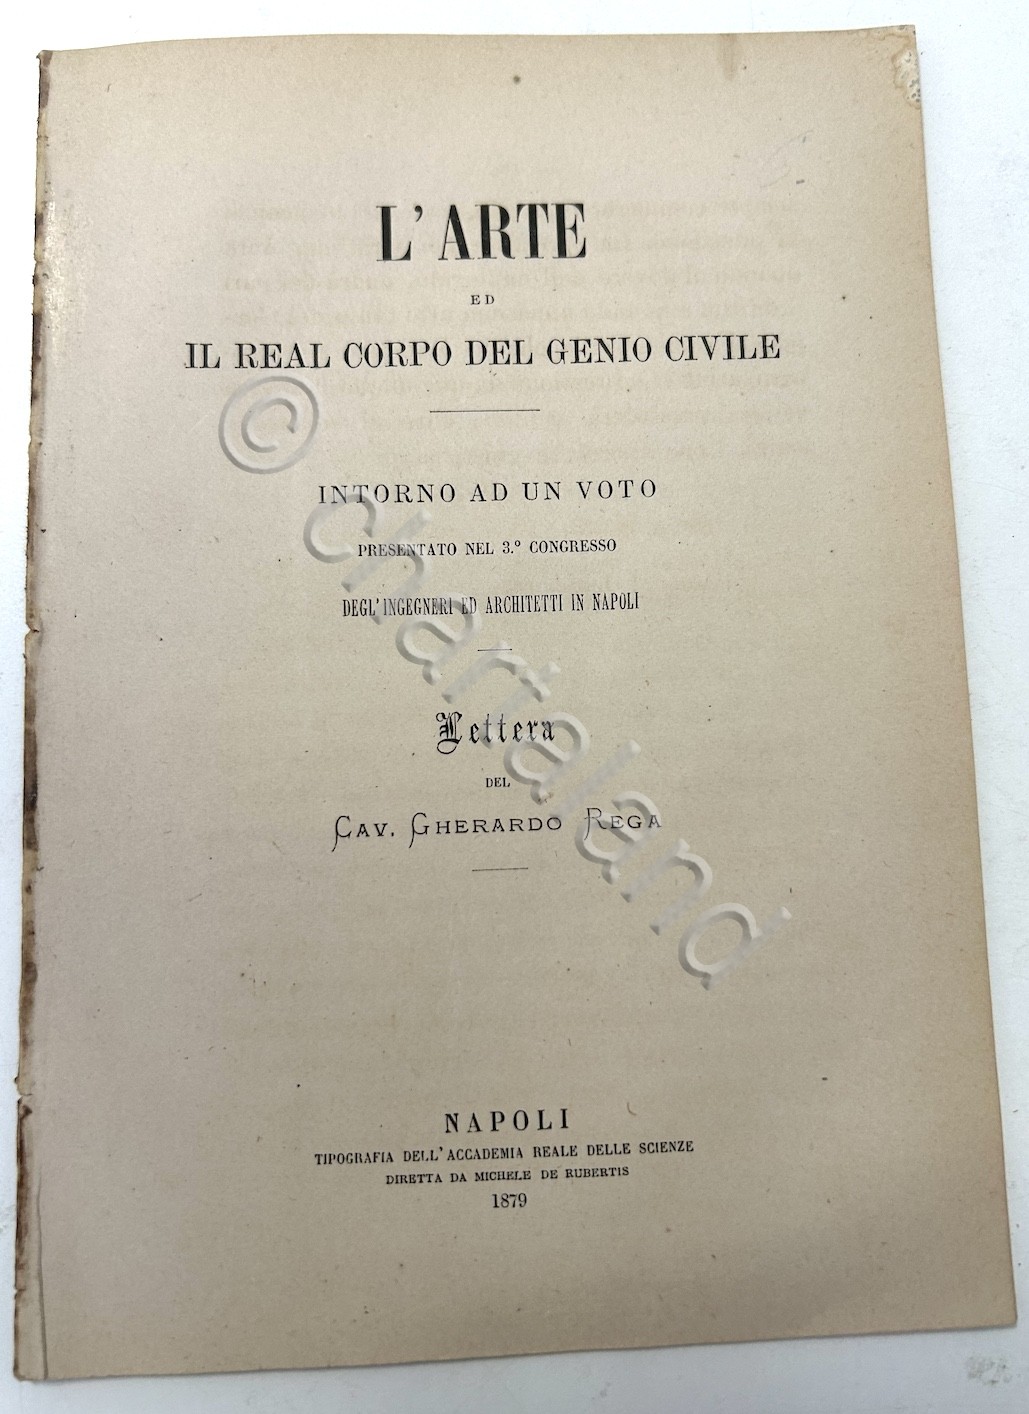 L'ARTE
ED
IL REAL CORPO DEL GENIO CIVILE
INTORNO AD UN VOTO
PRESENTATO NEL 3.º CONGRESSO
DEGL'INGEGNERI ED ARCHITETTI IN NAPOLI
Lettera
DEL
CAV. GHERARDO REGA
NAPOLI
TIPOGRAFIA DELL'ACCADEMIA REALE DELLE SCIENZE
DIRETTA DA MICHELE DE RUBERTIS
1879
© chartaland